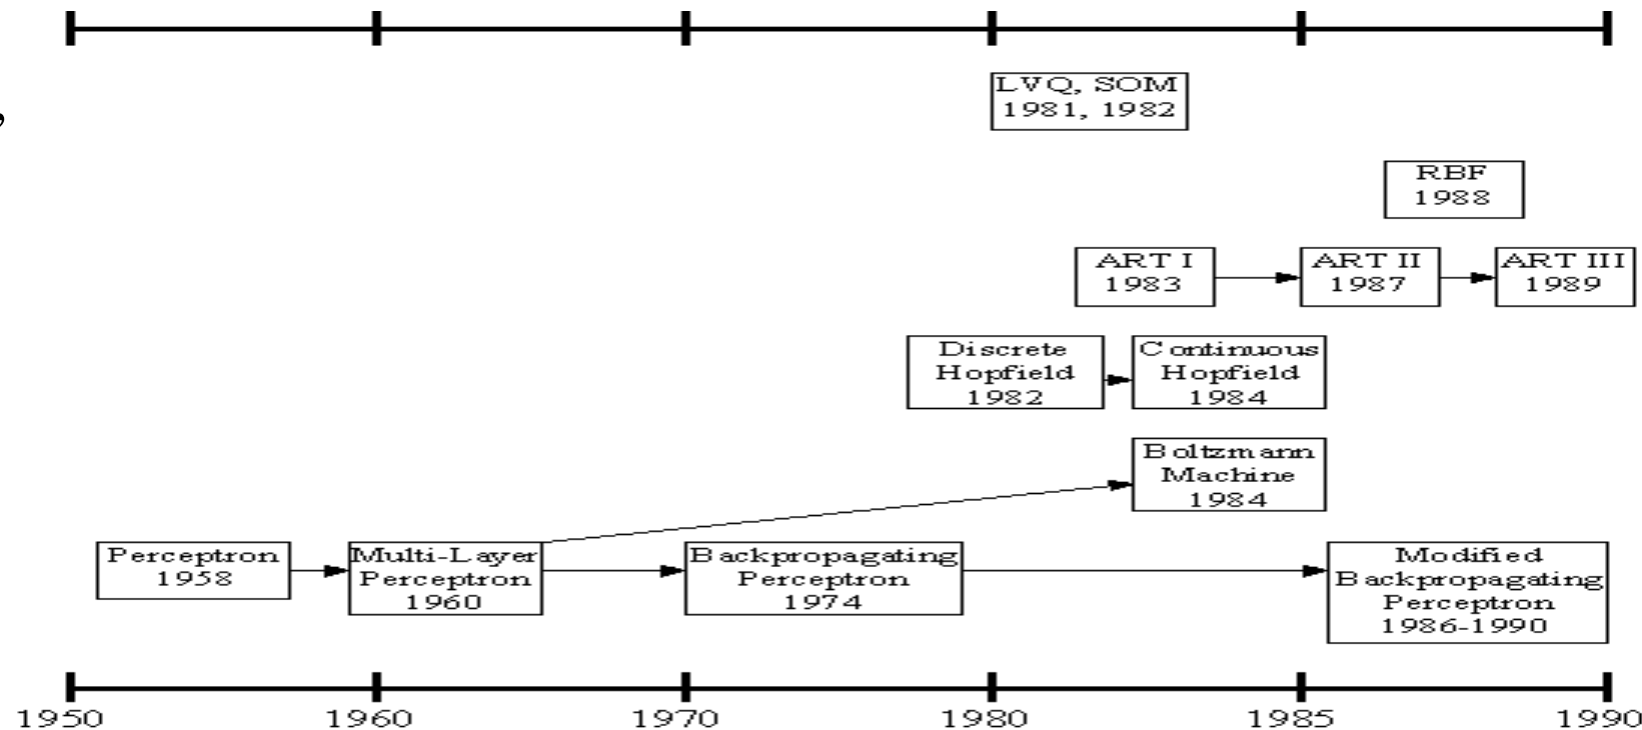 ,
LVQ, SOM
1981, 1982
RBF
1988
ART I
1983
ART II
1987
ART III
1989
Discrete
Hopfield
1982
Continuous
Hopfield
1984
Boltzmann
Machine
1984
Perceptron
1958
Multi-Layer
Perceptron
1960
Backpropagating
Perceptron
1974
Modified
Backpropagating
Perceptron
1986-1990
1950 1960 1970 1980 1985 1990